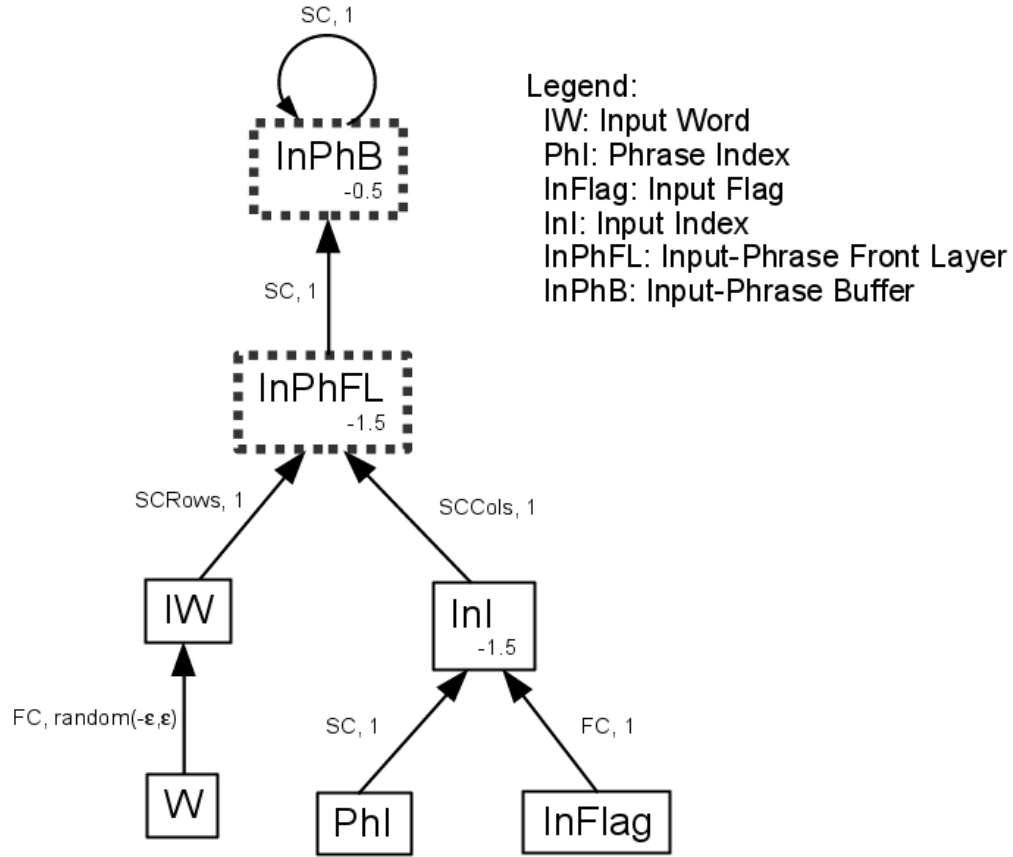 SC, 1
InPhB
-0.5
SC, 1
InPhFL
-1.5
SCRows, 1
SCCols, 1
IW
InI
-1.5
FC, random(-ε,ε)
SC, 1
FC, 1
W
PhI
InFlag
Legend:
IW: Input Word
PhI: Phrase Index
InFlag: Input Flag
InI: Input Index
InPhFL: Input-Phrase Front Layer
InPhB: Input-Phrase Buffer